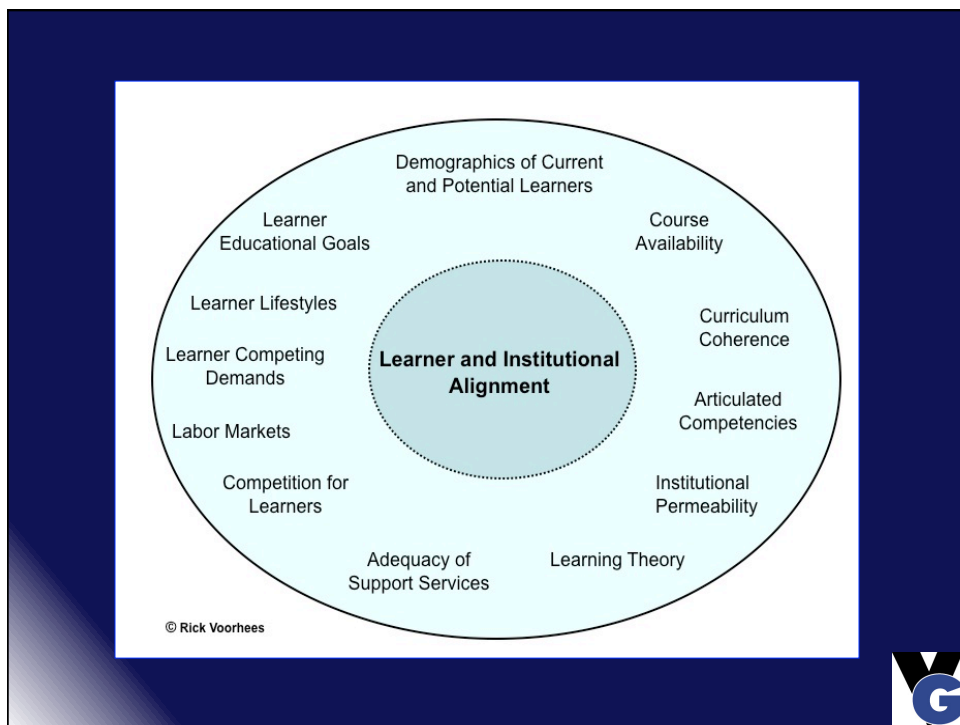 Demographics of Current
and Potential Learners
Learner
Educational Goals
Course
Availability
Learner Lifestyles
Curriculum
Coherence
Learner Competing
Demands
Learner and Institutional
Alignment
Articulated
Competencies
Labor Markets
Competition for
Learners
Institutional
Permeability
Adequacy of
Support Services
Learning Theory
© Rick Voorhees
VG